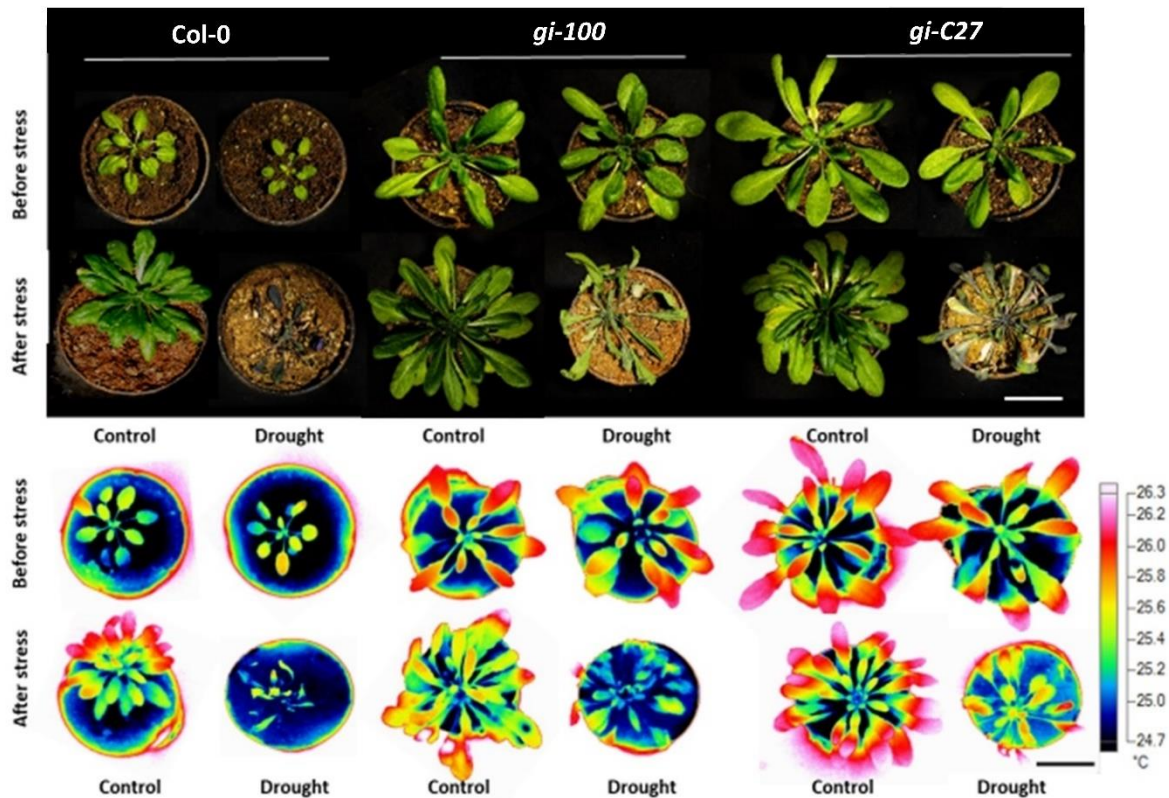 Col-0 gi-100 gi-C27
Before stress
After stress
Control Drought Control Drought Control Drought
Before stress
After stress
26.3
26.2
26.0
25.8
25.6
25.4
25.2
25.0
24.7
°C
Control Drought Control Drought Control Drought